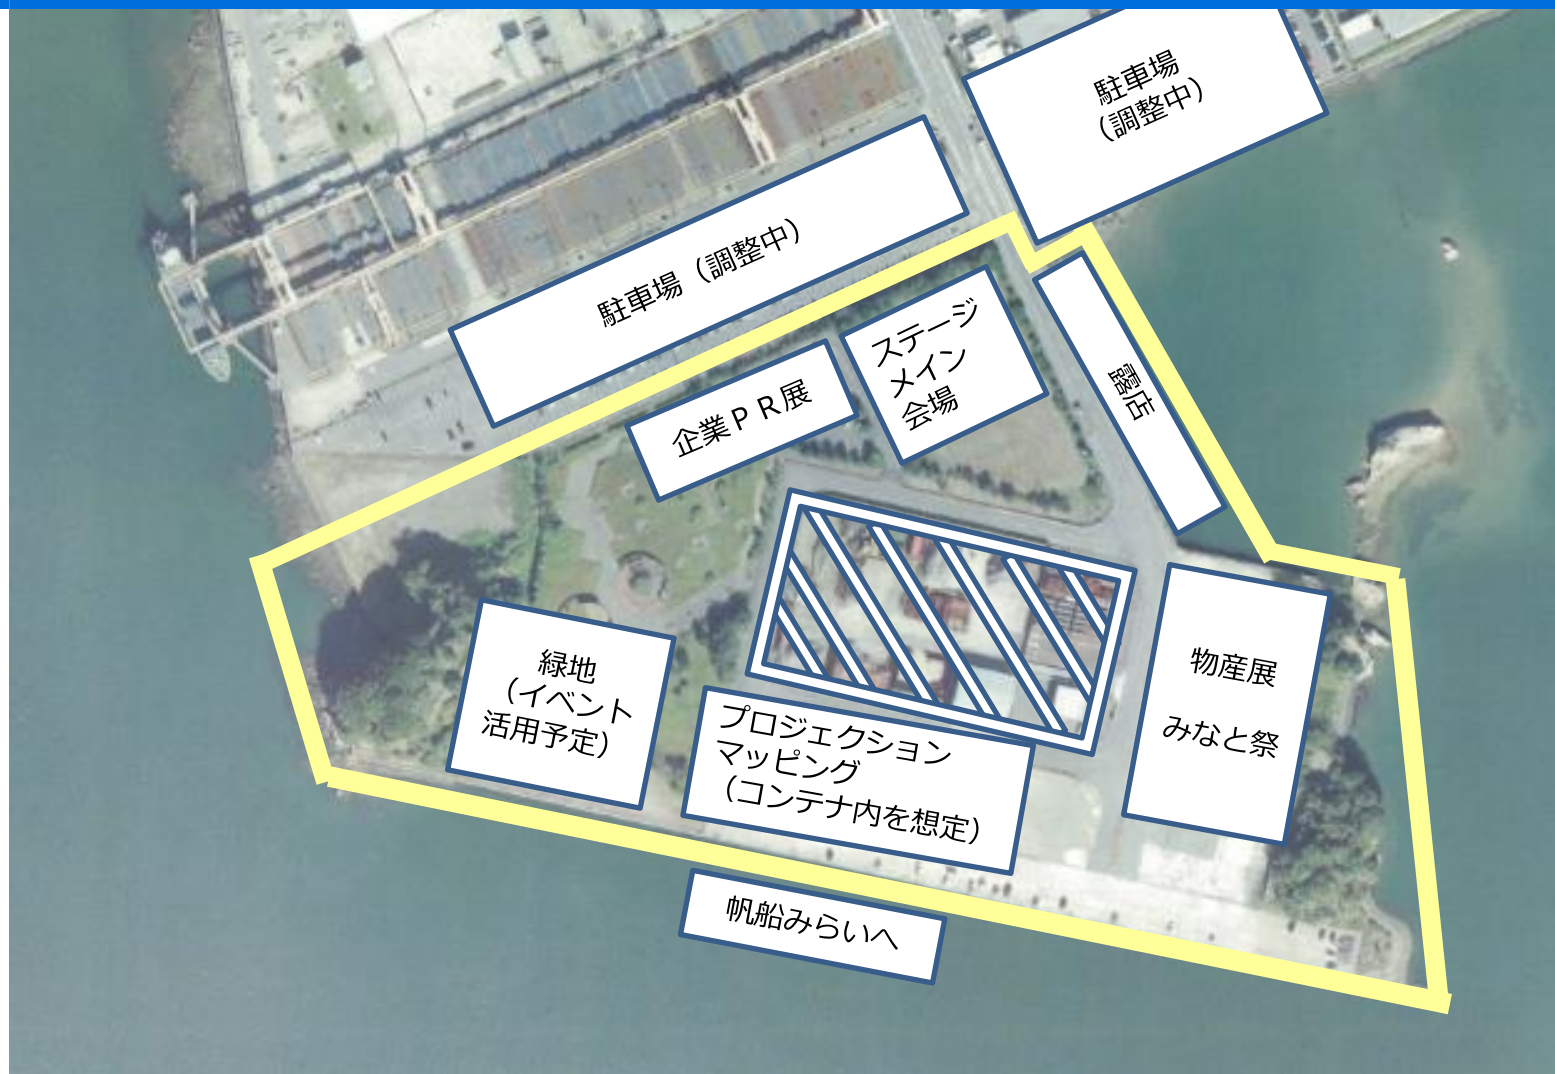 駐車場
（調整中）
駐車場（調整中）
ステージ
メイン
会場
露店
企業ＰＲ展
緑地
（イベント
活用予定）
プロジェクション
マッピング
（コンテナ内を想定）
物産展
みなと祭
帆船みらいへ